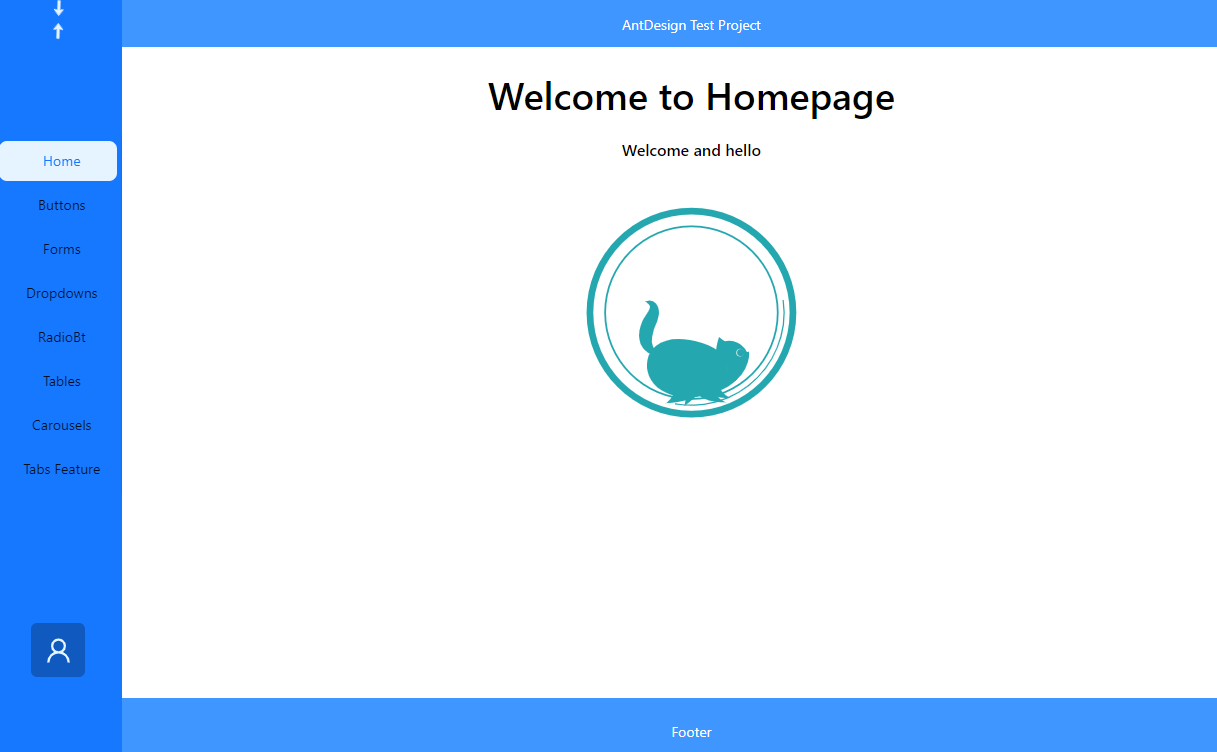 AntDesign Test Project
Welcome to Homepage
Welcome and hello
Home
Buttons
Forms
Dropdowns
RadioBt
Tables
Carousels
Tabs Feature
Footer